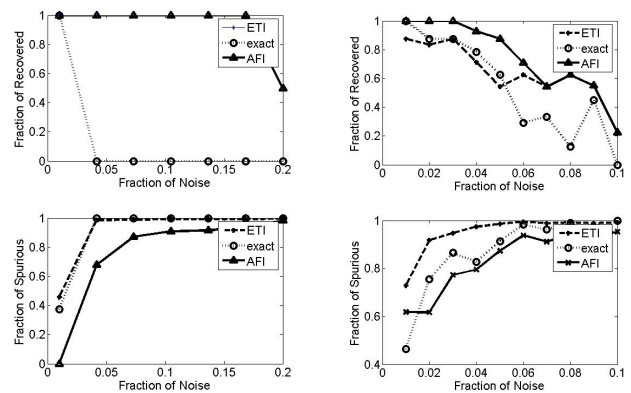 1
0.8
0.6
0.4
0.2
0
Fraction of Recovered
0 0.05 0.1 0.15 0.2
Fraction of Noise
ETI
exact
AFI
1
0.8
0.6
0.4
0.2
0
Fraction of Recovered
0 0.02 0.04 0.06 0.08 0.1
Fraction of Noise
ETI
exact
AFI
1
0.8
0.6
0.4
0.2
0
Fraction of Spurious
0 0.05 0.1 0.15 0.2
Fraction of Noise
ETI
exact
AFI
1
0.8
0.6
0.4
Fraction of Spurious
0 0.02 0.04 0.06 0.08 0.1
Fraction of Noise
ETI
exact
AFI